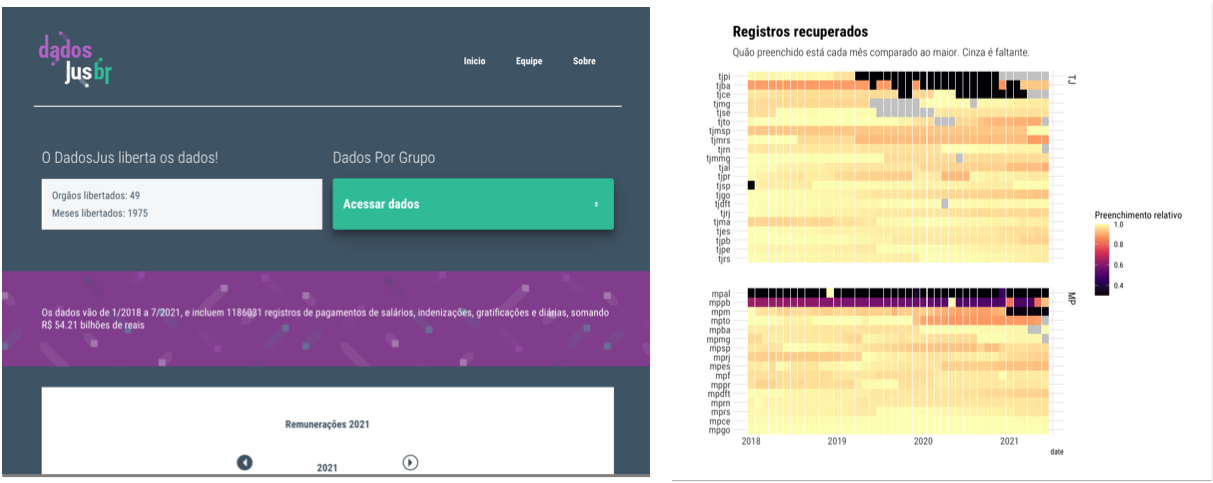 dados
Jusbr
Inicio Equipe Sobre
O DadosJus liberta os dados!
Orgãos libertados: 49
Meses libertados: 1975
Dados Por Grupo
Acessar dados
Os dados vão de 1/2018 a 7/2021, e incluem 1186031 registros de pagamentos de salários, indenizações, gratificações e diárias, somando
R$ 54.21 bilhões de reais
Remunerações 2021
2021
Registros recuperados
Quão preenchido está cada mês comparado ao maior. Cinza é faltante.
tjpi
tjba
tjce
tjmg
tjse
tjto
tjmsp
tjmrs
tjrn
tjmmg
tjal
tjpr
tjsp
tjgo
tjdft
tjrj
tjma
tjes
tjpb
tjpe
tjrs
TJ
mpal
mppb
mpm
mpto
mpba
mpmg
mpsp
mprj
mpes
mpf
mppr
mpdft
mprn
mprs
mpce
mpgo
MP
2018 2019 2020 2021
date
Preenchimento relativo
1.0
0.8
0.6
0.4